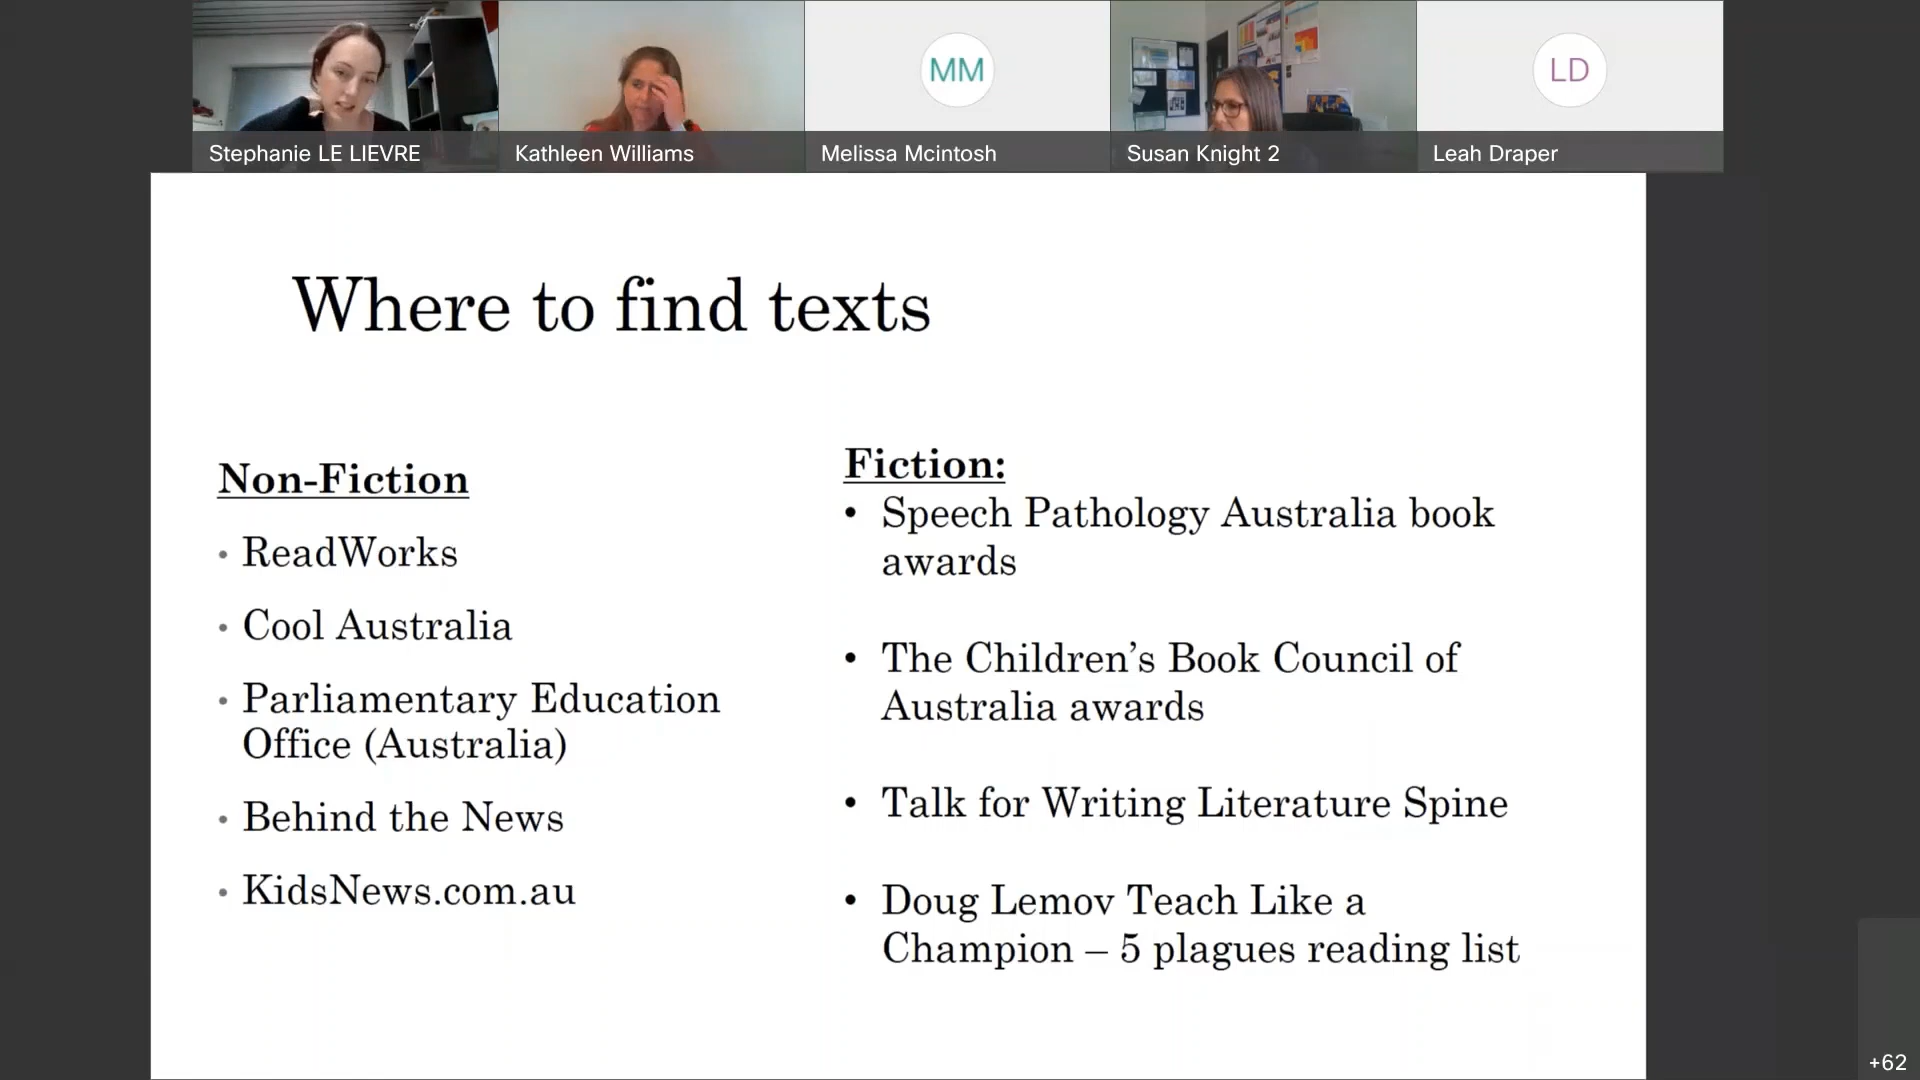 Stephanie LE LIEVRE
Kathleen Williams
MM
Melissa Mcintosh
Susan Knight 2
LD
Leah Draper
Where to find texts
Non-Fiction
• ReadWorks
• Cool Australia
• Parliamentary Education
Office (Australia)
• Behind the News
• KidsNews.com.au
Fiction:
• Speech Pathology Australia book
awards
• The Children’s Book Council of
Australia awards
• Talk for Writing Literature Spine
• Doug Lemov Teach Like a
Champion – 5 plagues reading list
+62